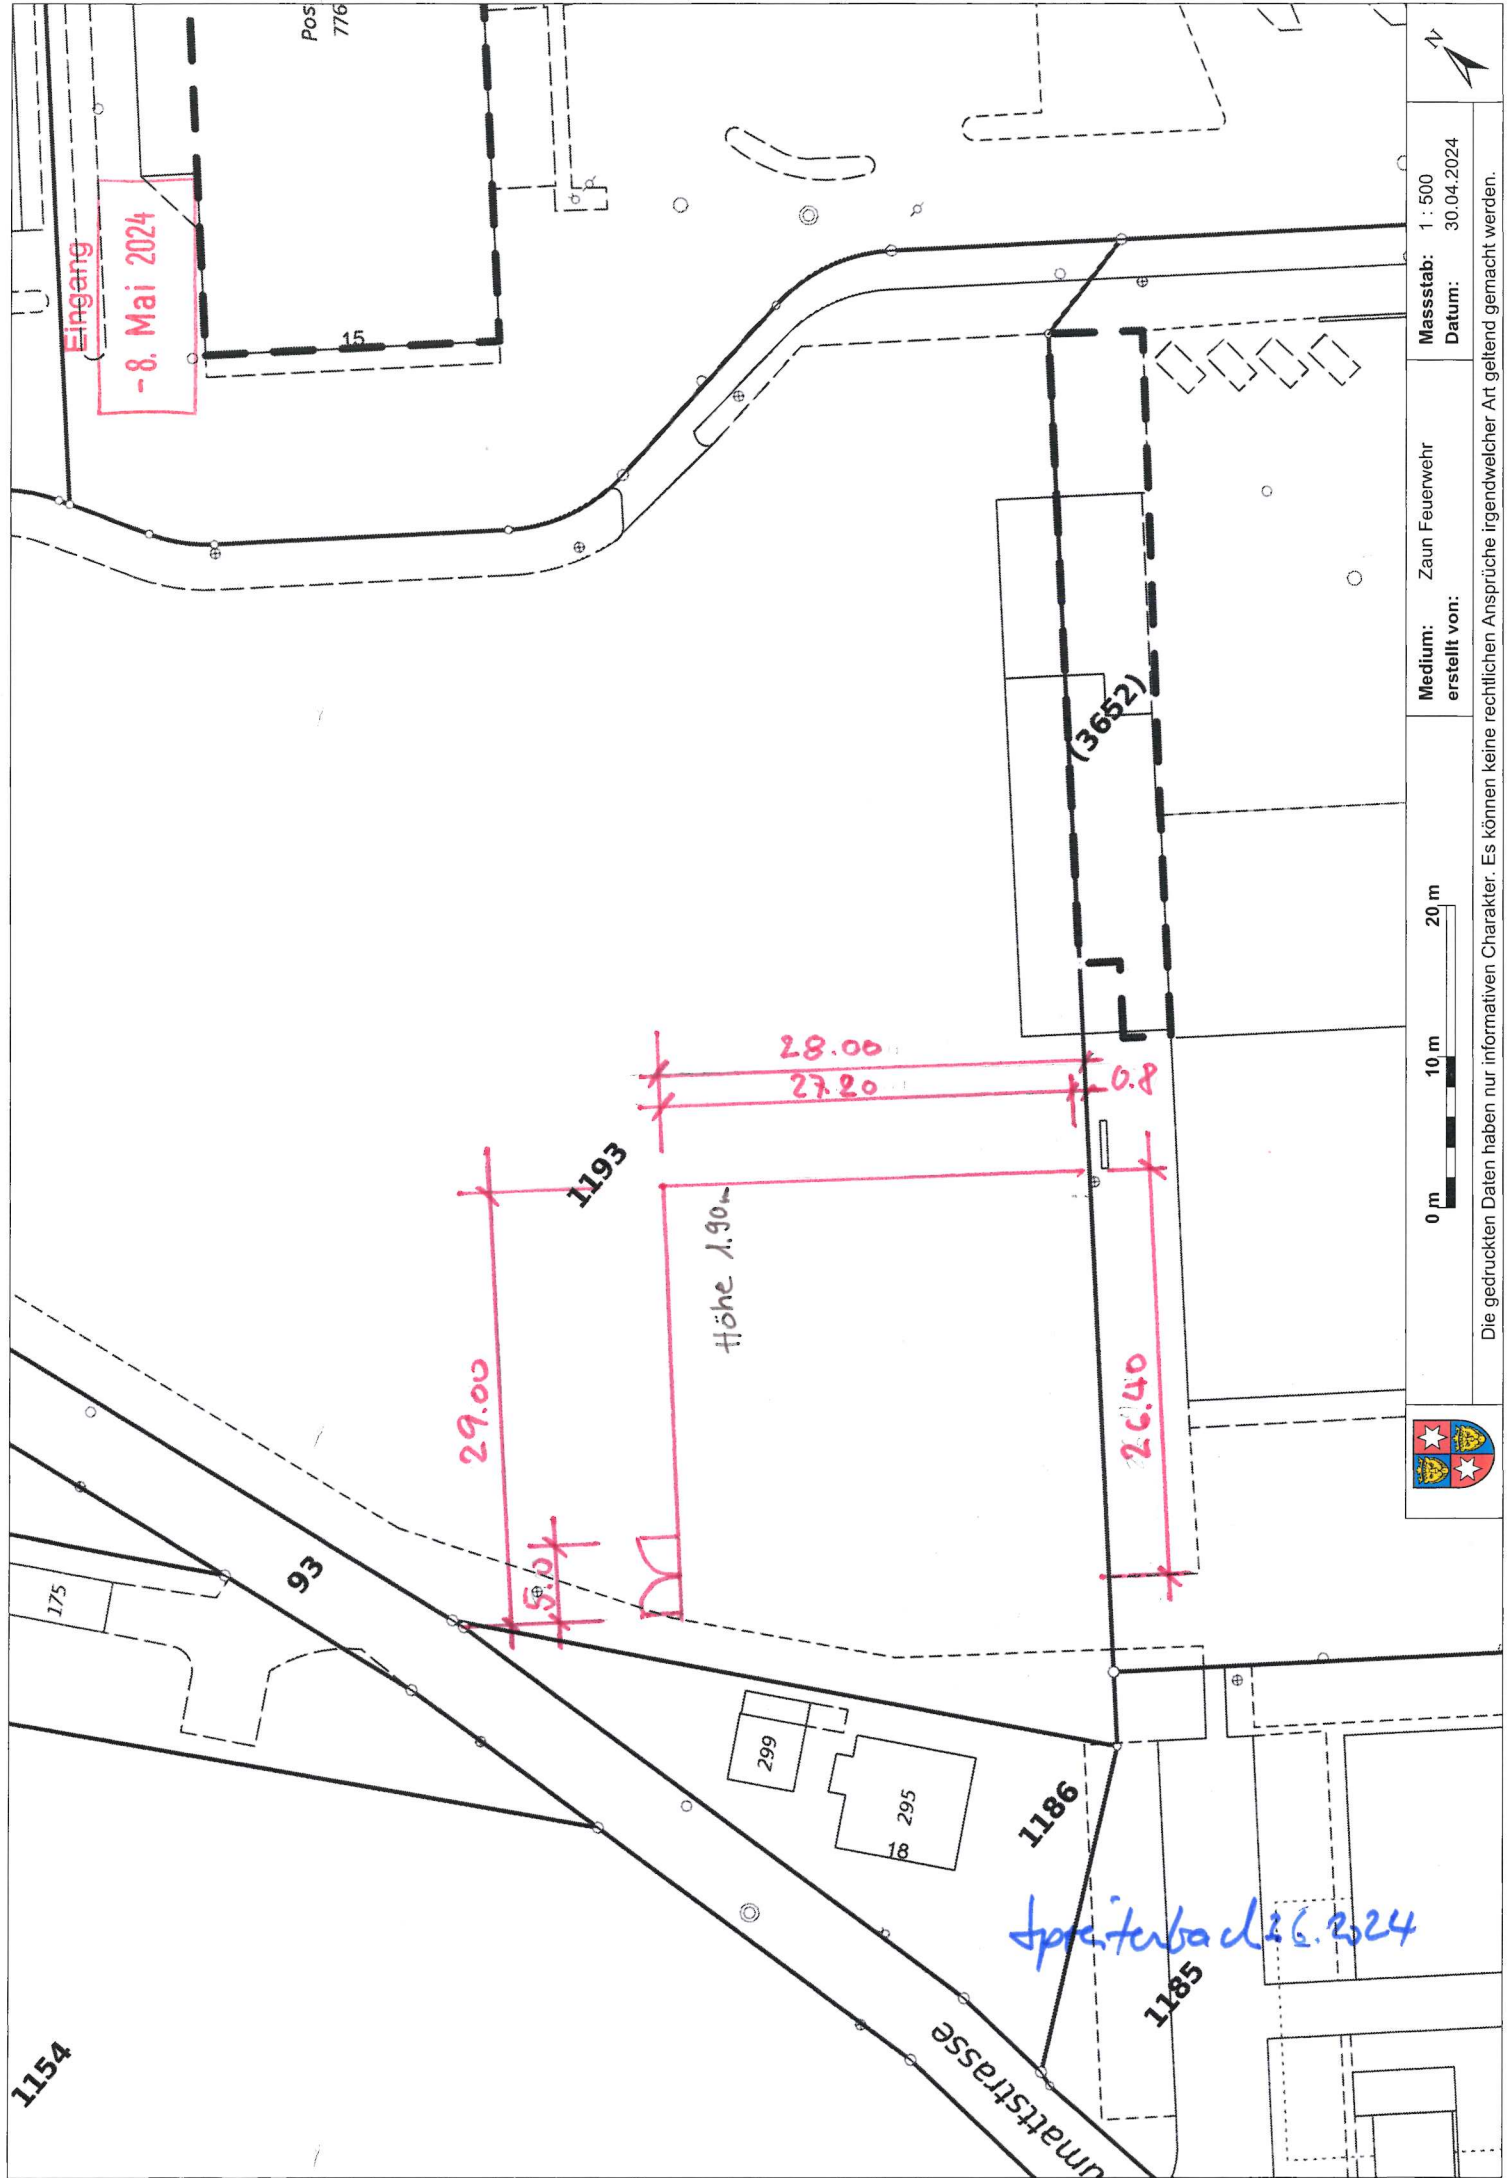 Eingang
- 8. Mai 2024
Pos
776
15
1193
28.00
27.20
0.8
Höhe 1.90m
29.00
5.0
26.40
(3652)
93
175
299
295
18
1186
1185
1154
umattstrasse
N
Massstab: 1 : 500
Datum: 30.04.2024
Medium: Zaun Feuerwehr
erstellt von:
0 m 10 m 20 m
Die gedruckten Daten haben nur informativen Charakter. Es können keine rechtlichen Ansprüche irgendwelcher Art geltend gemacht werden.